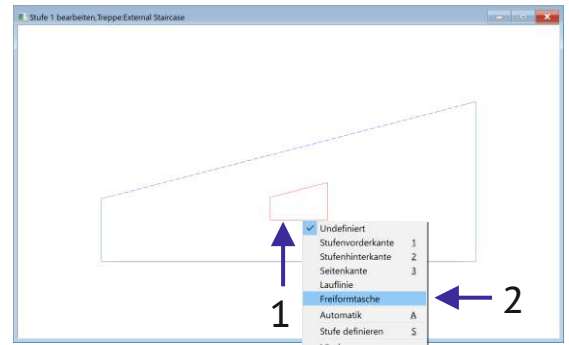 Stufe 1 bearbeiten,Treppe:External Staircase
Undefiniert
Stufenvorderkante 1
Stufenhinterkante 2
Seitenkante 3
Lauflinie
Freiformtasche
Automatik A
Stufe definieren S
1
2